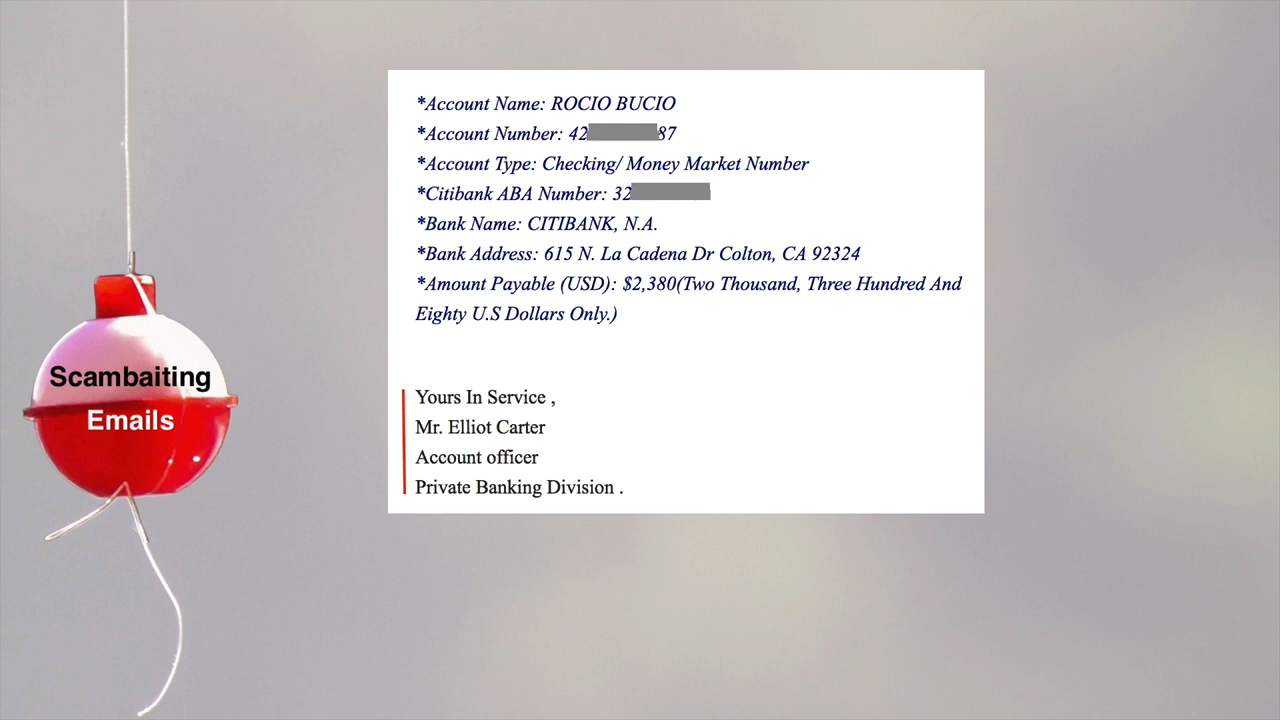 Scambaiting
Emails
*Account Name: ROCIO BUCIO
*Account Number: 42 87
*Account Type: Checking/ Money Market Number
*Citibank ABA Number: 32
*Bank Name: CITIBANK, N.A.
*Bank Address: 615 N. La Cadena Dr Colton, CA 92324
*Amount Payable (USD): $2,380(Two Thousand, Three Hundred And
Eighty U.S Dollars Only.)
Yours In Service ,
Mr. Elliot Carter
Account officer
Private Banking Division .